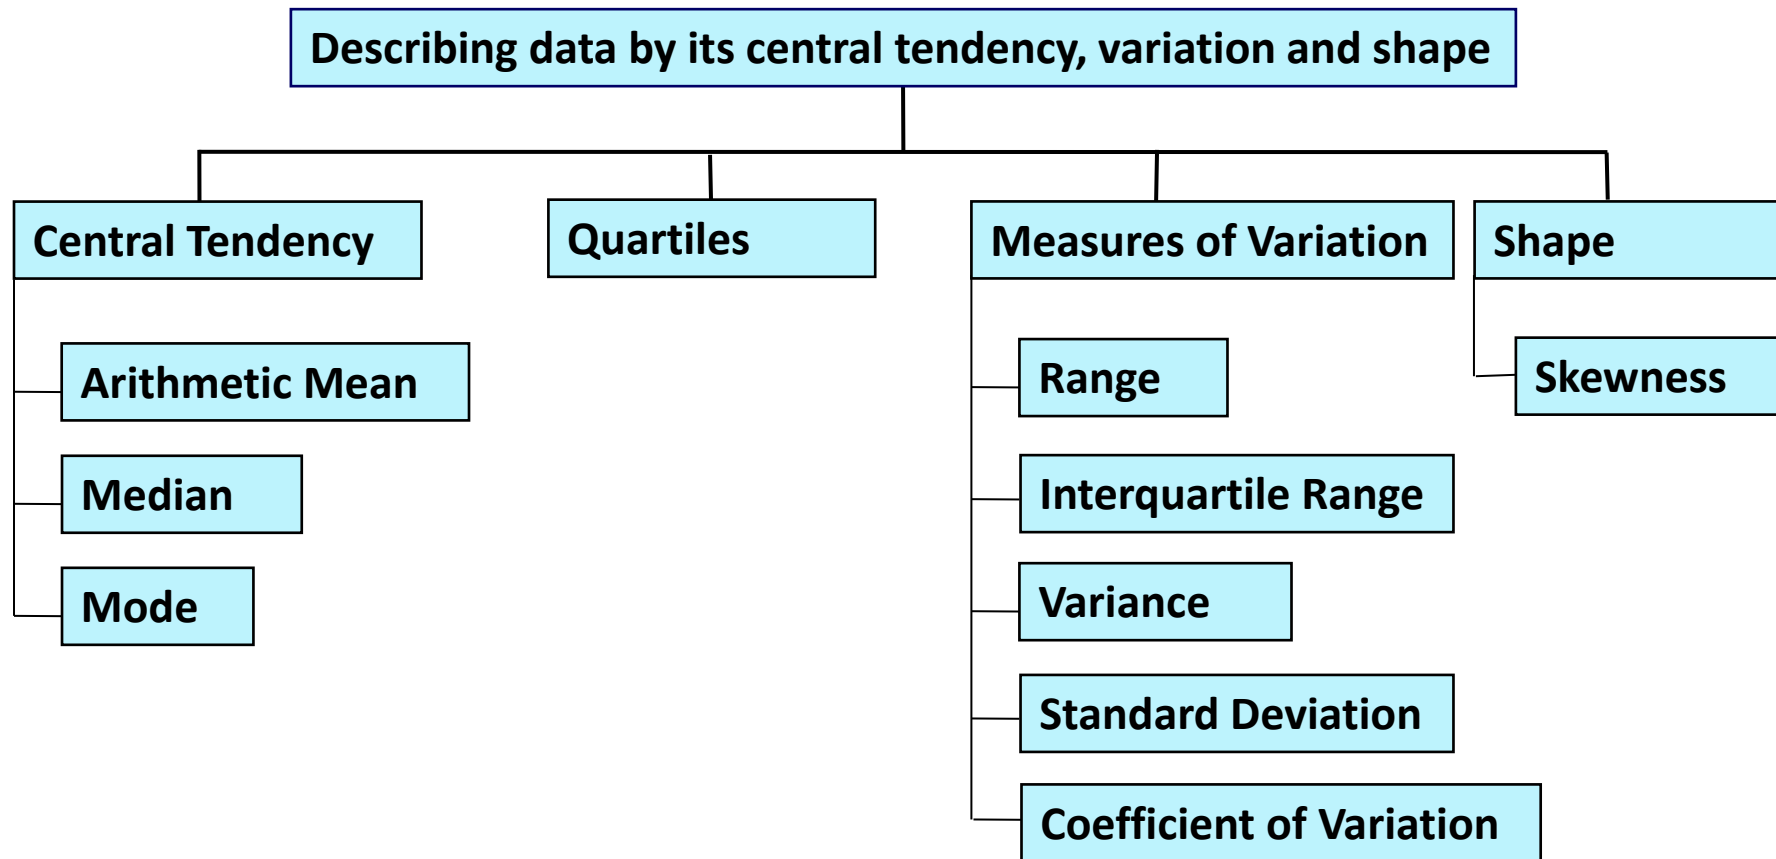 Describing data by its central tendency, variation and shape
Central Tendency
Quartiles
Measures of Variation
Shape
Arithmetic Mean
Median
Mode
Range
Interquartile Range
Variance
Standard Deviation
Coefficient of Variation
Skewness